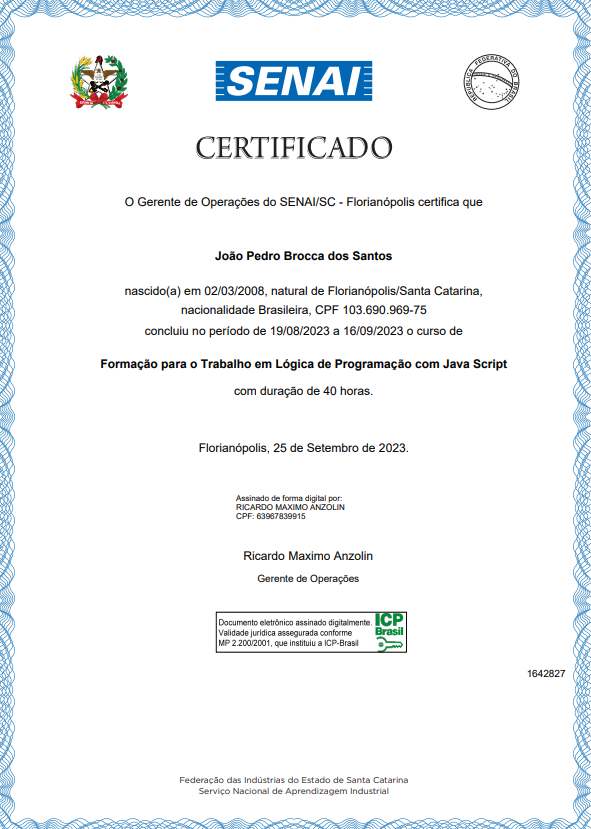 SENAI
REPÚBLICA FEDERATIVA DO BRASIL
CERTIFICADO
O Gerente de Operações do SENAI/SC - Florianópolis certifica que
João Pedro Brocca dos Santos
nascido(a) em 02/03/2008, natural de Florianópolis/Santa Catarina,
nacionalidade Brasileira, CPF 103.690.969-75
concluiu no período de 19/08/2023 a 16/09/2023 o curso de
Formação para o Trabalho em Lógica de Programação com Java Script
com duração de 40 horas.
Florianópolis, 25 de Setembro de 2023.
Assinado de forma digital por:
RICARDO MAXIMO ANZOLIN
CPF: 63967839915
Ricardo Maximo Anzolin
Gerente de Operações
Documento eletrônico assinado digitalmente.
Validade jurídica assegurada conforme
MP 2.200/2001, que instituiu a ICP-Brasil
ICP
Brasil
1642827
Federação das Indústrias do Estado de Santa Catarina
Serviço Nacional de Aprendizagem Industrial